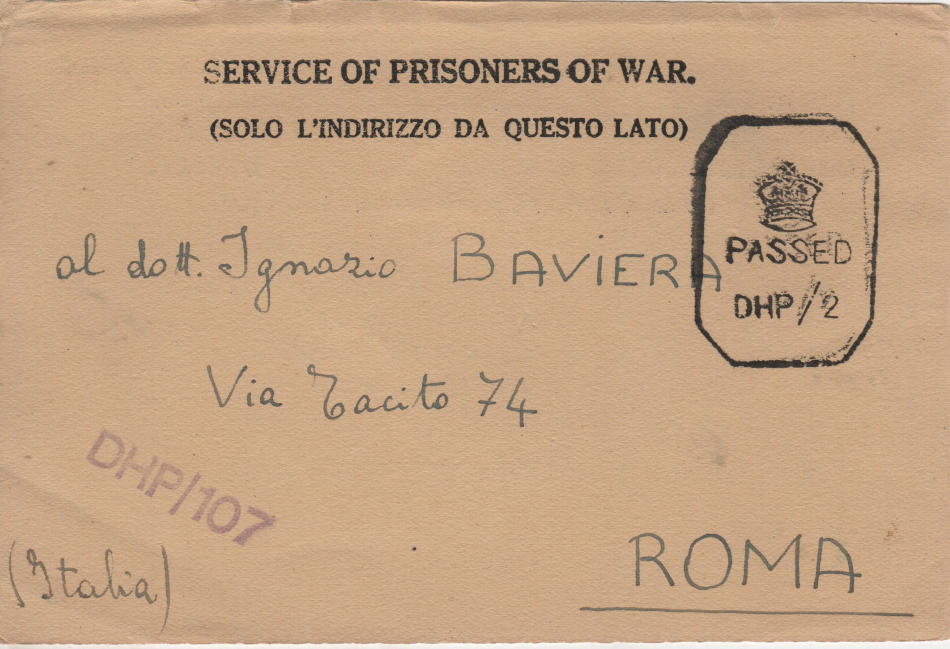 SERVICE OF PRISONERS OF WAR.
(SOLO L'INDIRIZZO DA QUESTO LATO)
PASSED
DHP/2
al dott. Ignazio BAVIERA
Via Tacito 74
DHP/107
ROMA
(Italia)